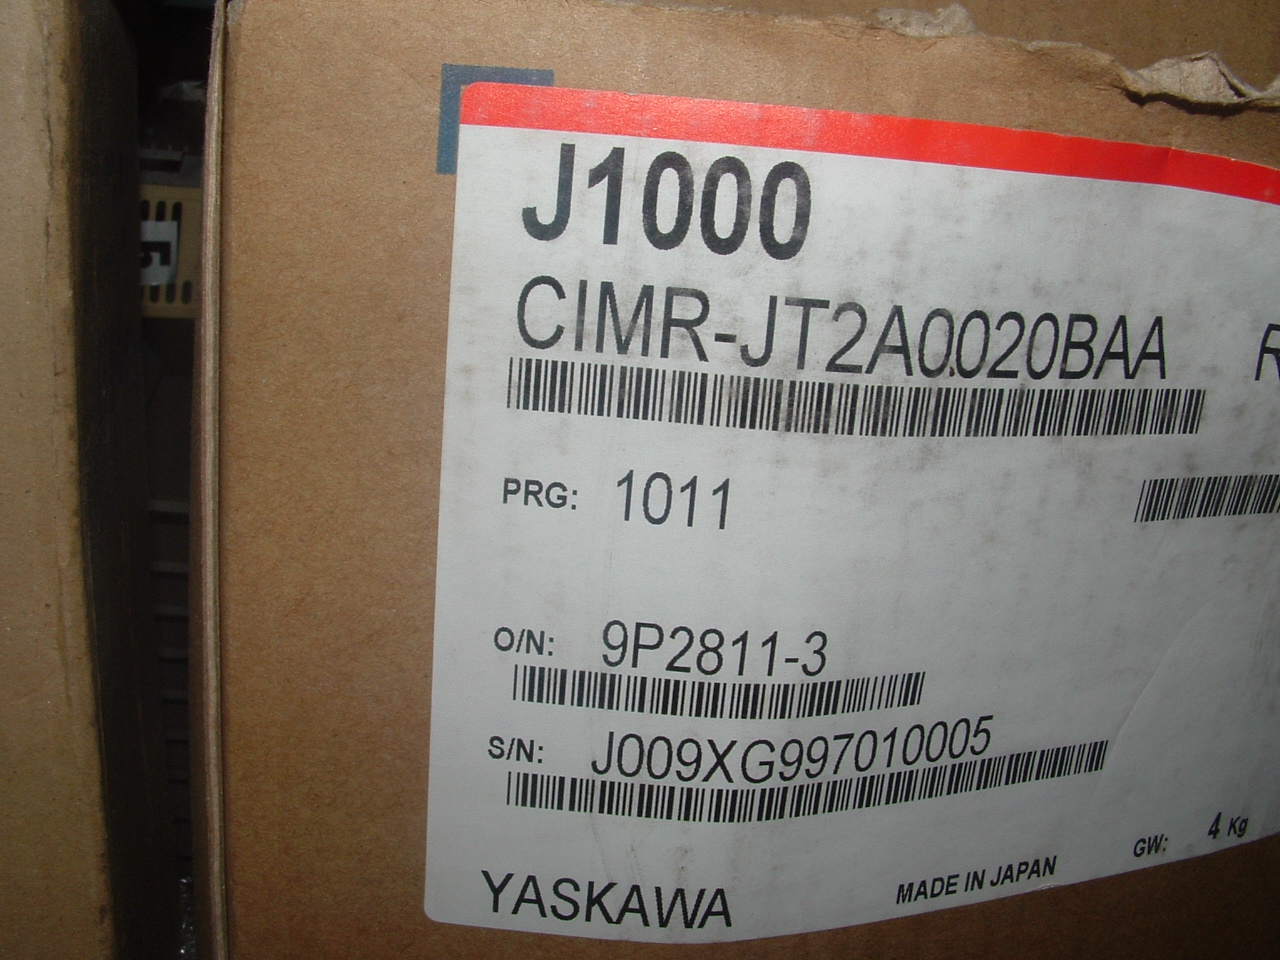 J1000
CIMR-JT2A0020BAA R
PRG: 1011
O/N: 9P2811-3
S/N: J009XG997010005
GW: 4 Kg
YASKAWA MADE IN JAPAN